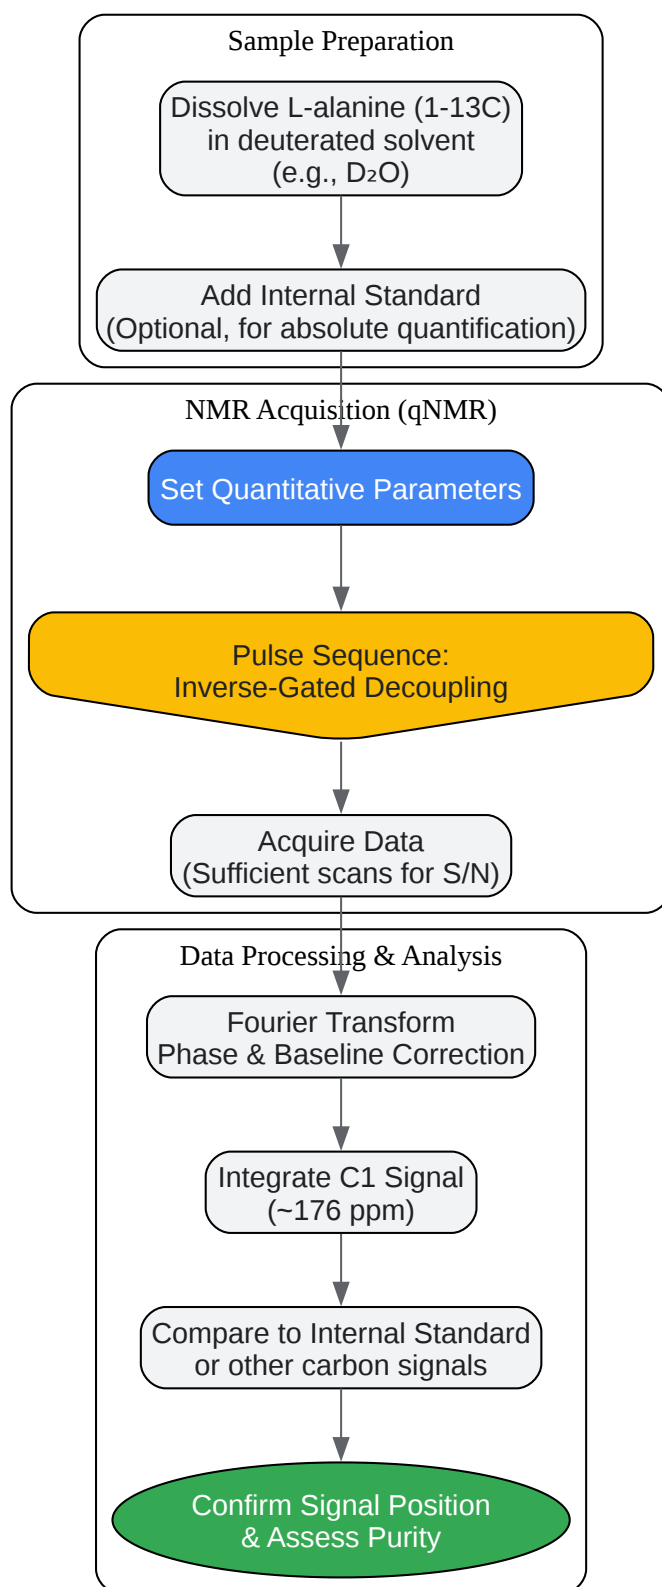 Sample Preparation
Dissolve L-alanine (1-13C)
in deuterated solvent
(e.g., D₂O)
Add Internal Standard
(Optional, for absolute quantification)
NMR Acquisition (qNMR)
Set Quantitative Parameters
Pulse Sequence:
Inverse-Gated Decoupling
Acquire Data
(Sufficient scans for S/N)
Data Processing & Analysis
Fourier Transform
Phase & Baseline Correction
Integrate C1 Signal
(~176 ppm)
Compare to Internal Standard
or other carbon signals
Confirm Signal Position
& Assess Purity